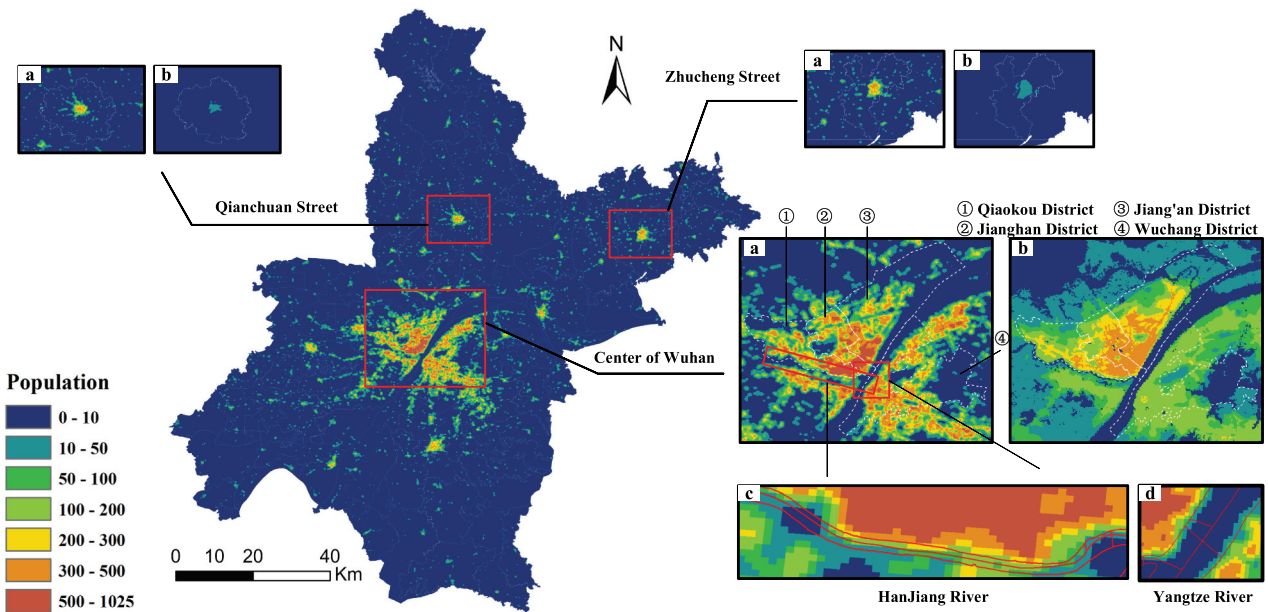 N
a
b
Zhucheng Street
a
b
Qianchuan Street
① Qiaokou District
③ Jiang'an District
② Jianghan District
④ Wuchang District
①
②
③
a
b
④
Center of Wuhan
Population
0 - 10
10 - 50
50 - 100
100 - 200
200 - 300
300 - 500
500 - 1025
0 10 20 40
Km
c
d
HanJiang River
Yangtze River